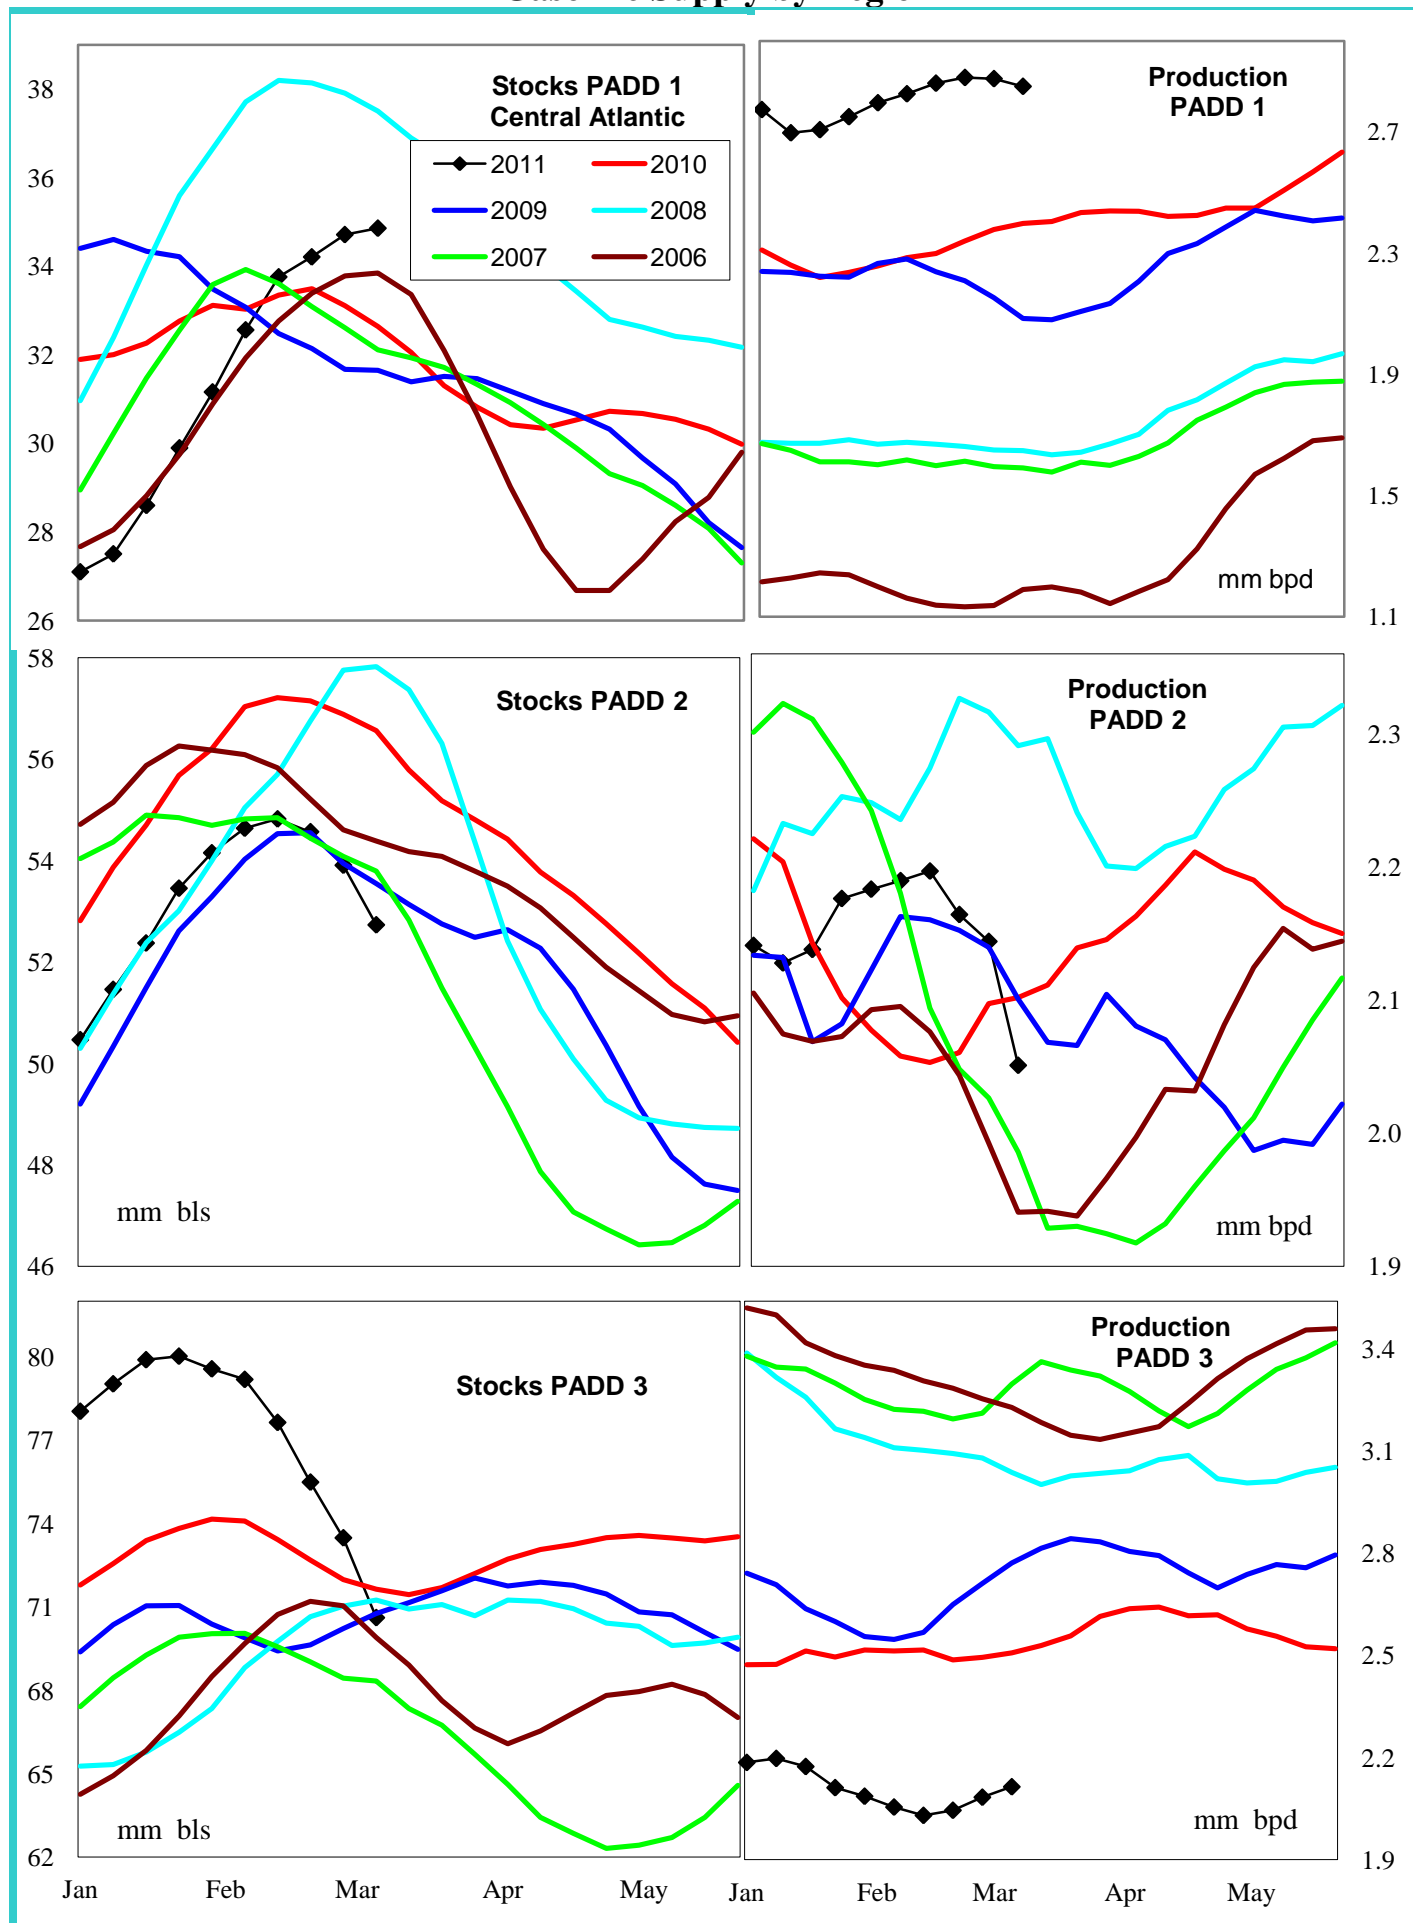 Gasoline Supply by Region
Stocks PADD 1
Central Atlantic
2011
2010
2009
2008
2007
2006
38
36
34
32
30
28
26
Production
PADD 1
mm bpd
2.7
2.3
1.9
1.5
1.1
Stocks PADD 2
mm bls
58
56
54
52
50
48
46
Production
PADD 2
mm bpd
2.3
2.2
2.1
2.0
1.9
Stocks PADD 3
mm bls
80
77
74
71
68
65
62
Jan
Feb
Mar
Apr
May
Production
PADD 3
mm bpd
3.4
3.1
2.8
2.5
2.2
1.9
Jan
Feb
Mar
Apr
May